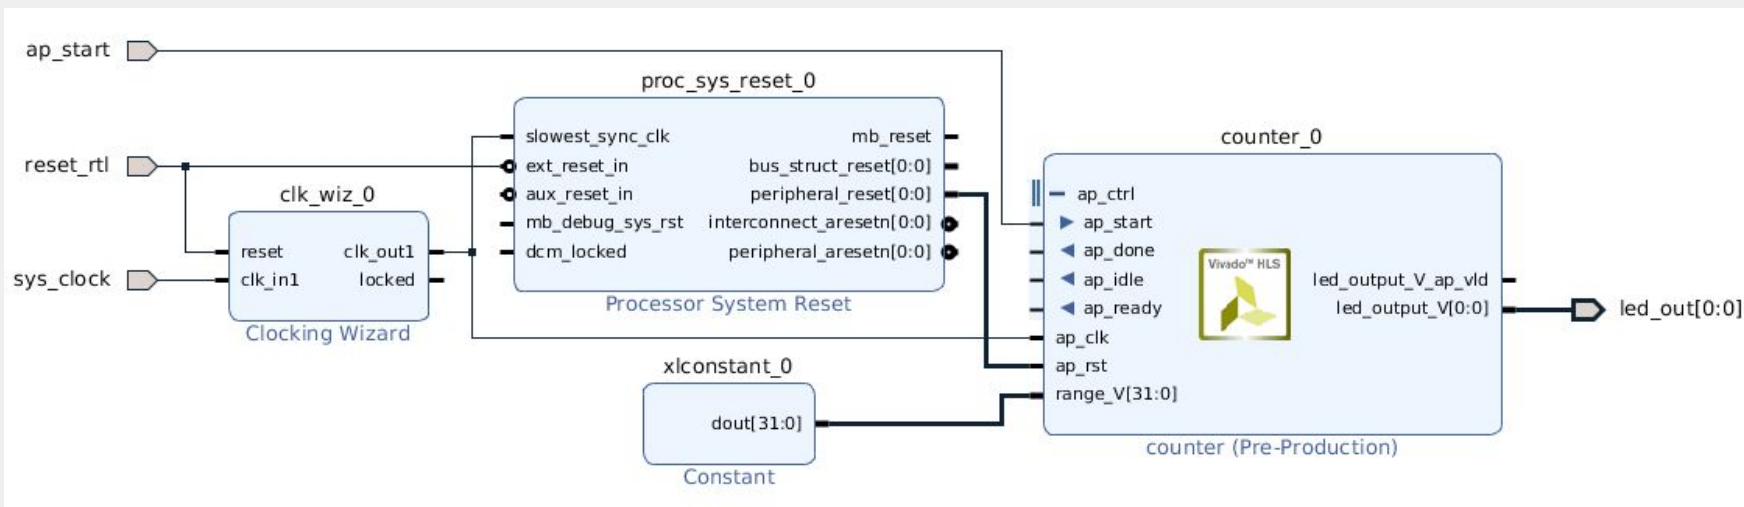 ap_start
reset_rtl
sys_clock
clk_wiz_0
reset
clk_in1
clk_out1
locked
Clocking Wizard
proc_sys_reset_0
slowest_sync_clk
ext_reset_in
aux_reset_in
mb_debug_sys_rst
dcm_locked
mb_reset
bus_struct_reset[0:0]
peripheral_reset[0:0]
interconnect_aresetn[0:0]
peripheral_aresetn[0:0]
Processor System Reset
xlconstant_0
dout[31:0]
Constant
counter_0
ap_ctrl
ap_start
ap_done
ap_idle
ap_ready
ap_clk
ap_rst
range_V[31:0]
Vivado™ HLS
led_output_V_ap_vld
led_output_V[0:0]
counter (Pre-Production)
led_out[0:0]